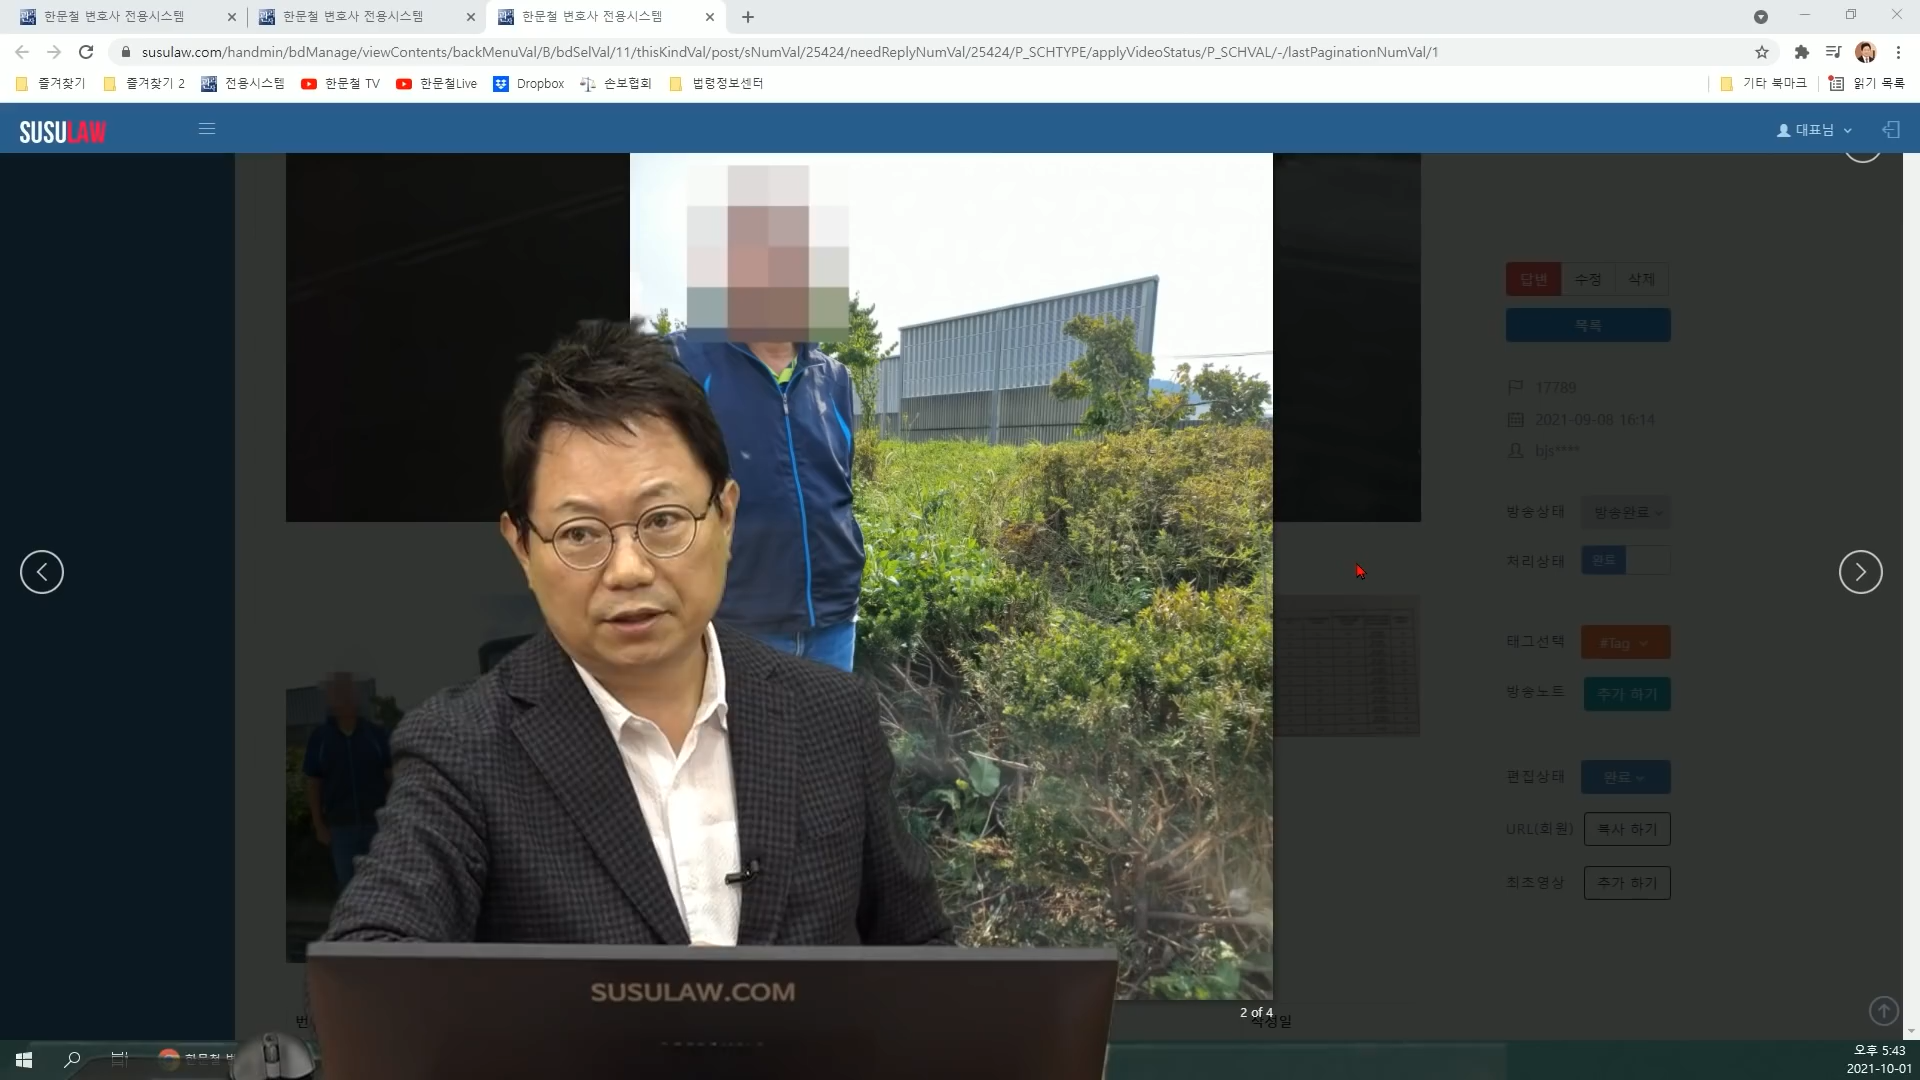 한문철 변호사 전용시스템
한문철 변호사 전용시스템
한문철 변호사 전용시스템
susulaw.com/handmin/bdManage/viewContents/backMenuVal/B/bdSelVal/11/thisKindVal/post/sNumVal/25424/needReplyNumVal/25424/P_SCHTYPE/applyVideoStatus/P_SCHVAL/-/lastPaginationNumVal/1
즐겨찾기 즐겨찾기 2 전용시스템 한문철 TV 한문철Live Dropbox 손보협회 법령정보센터 기타 북마크 읽기 목록
SUSULAW 대표님
답변 수정 삭제
목록
17789
2021-09-08 16:14
bjs****
방송상태 방송완료
처리상태 완료
태그선택 #Tag
방송노트 추가 하기
편집상태 완료
URL(회원) 복사 하기
최초영상 추가 하기
SUSULAW.COM
2 of 4
작성일
한문철
오후 5:43
2021-10-01